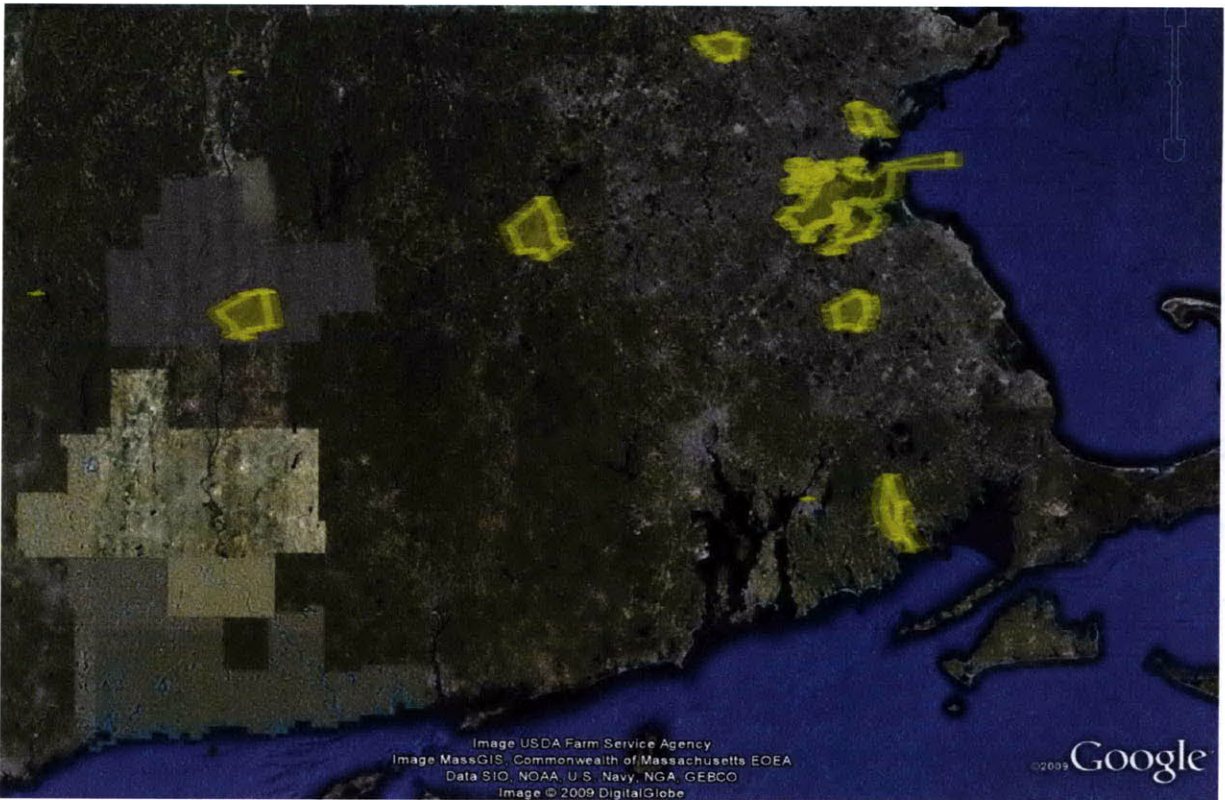 Image USDA Farm Service Agency
Image MassGIS, Commonwealth of Massachusetts EOEA
Data SIO, NOAA, U.S. Navy, NGA, GEBCO
Image © 2009 DigitalGlobe
©2009 Google